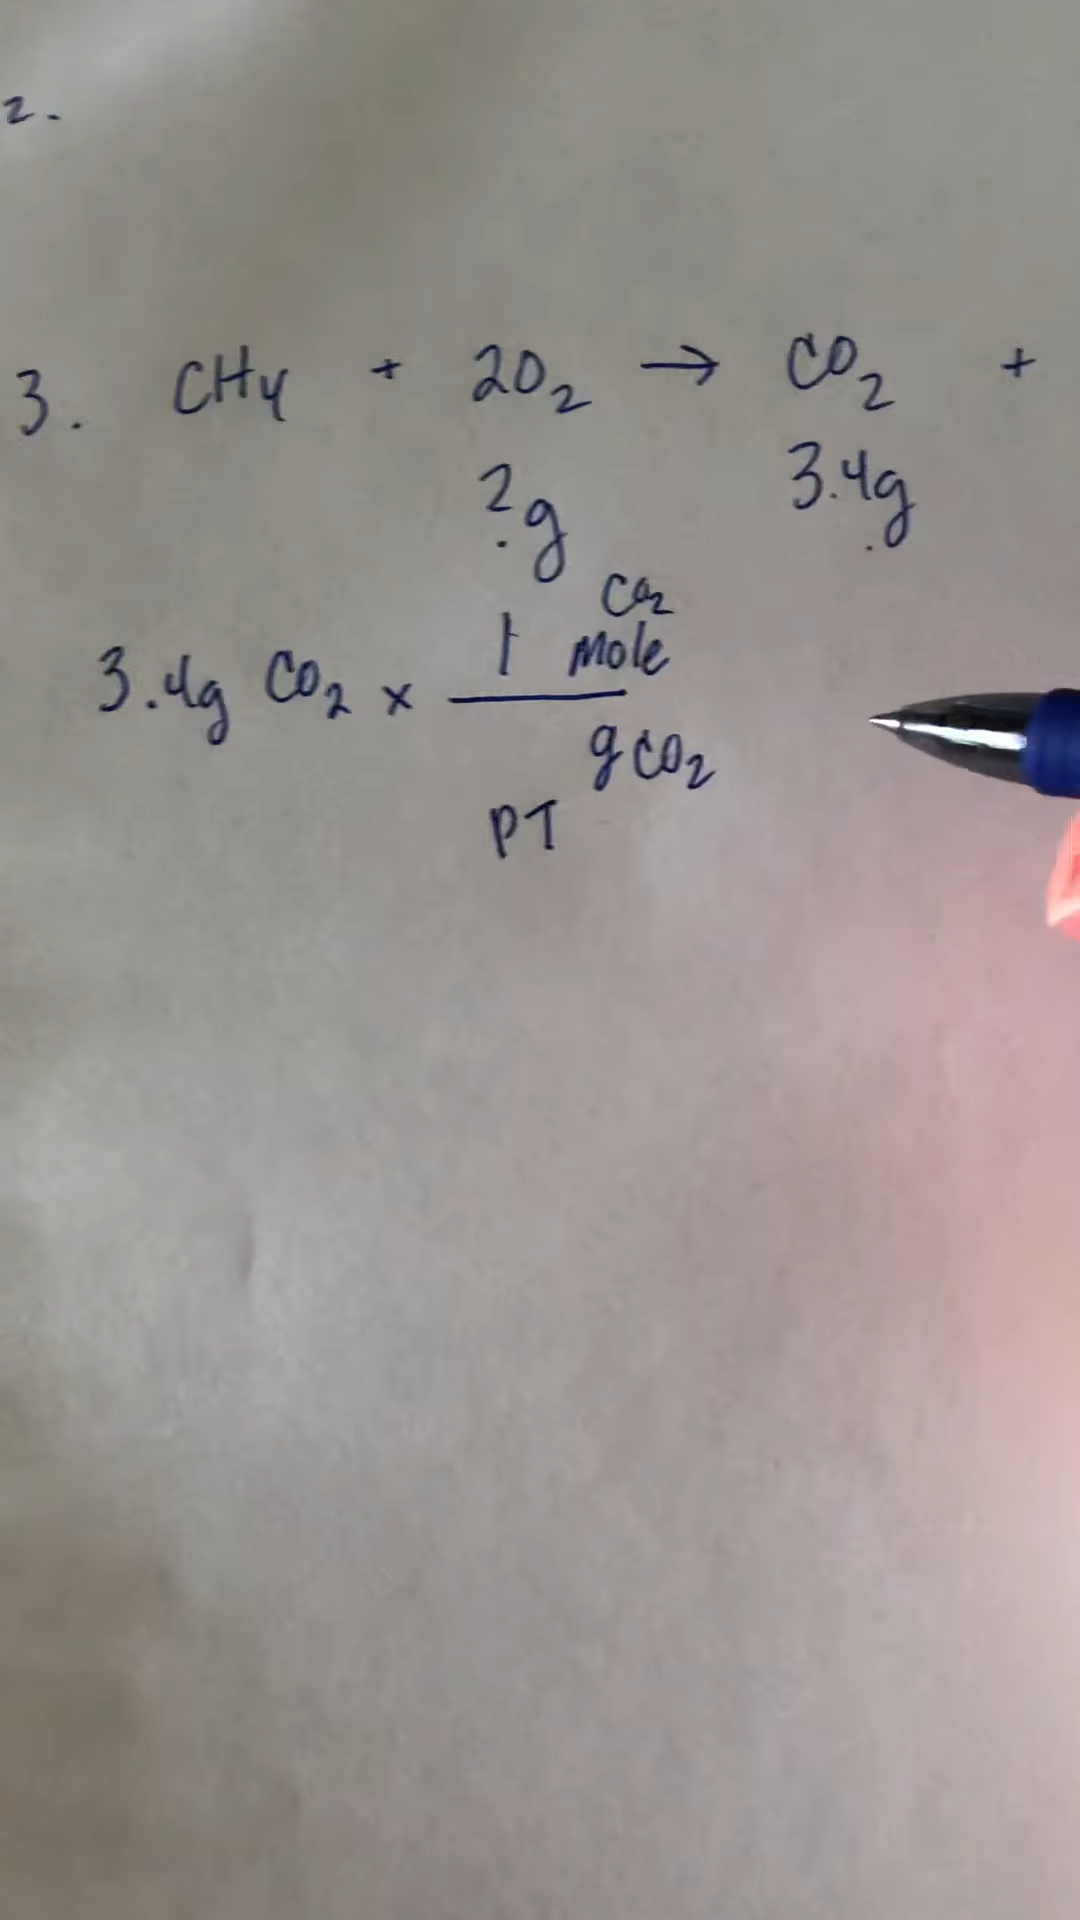 2.
3. CH4 + 2O2 → CO2 +
?g 3.4g
3.4g CO2 x 1 mole CO2
g CO2
PT